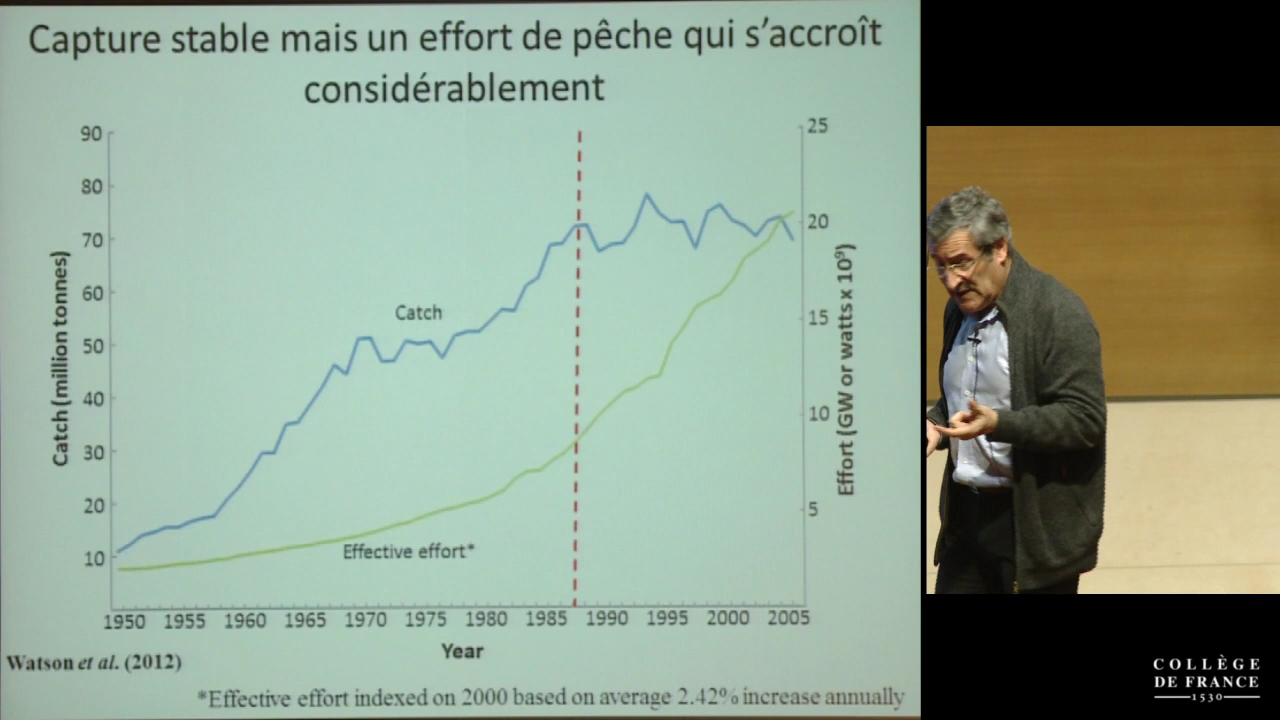 Capture stable mais un effort de pêche qui s’accroît
considérablement
90
80
70
60
50
40
30
20
10
Catch (million tonnes)
25
20
15
10
5
Effort (GW or watts x 10⁹)
Catch
Effective effort*
1950 1955 1960 1965 1970 1975 1980 1985 1990 1995 2000 2005
Year
Watson et al. (2012)
*Effective effort indexed on 2000 based on average 2.42% increase annually
COLLÈGE
DE FRANCE
1530